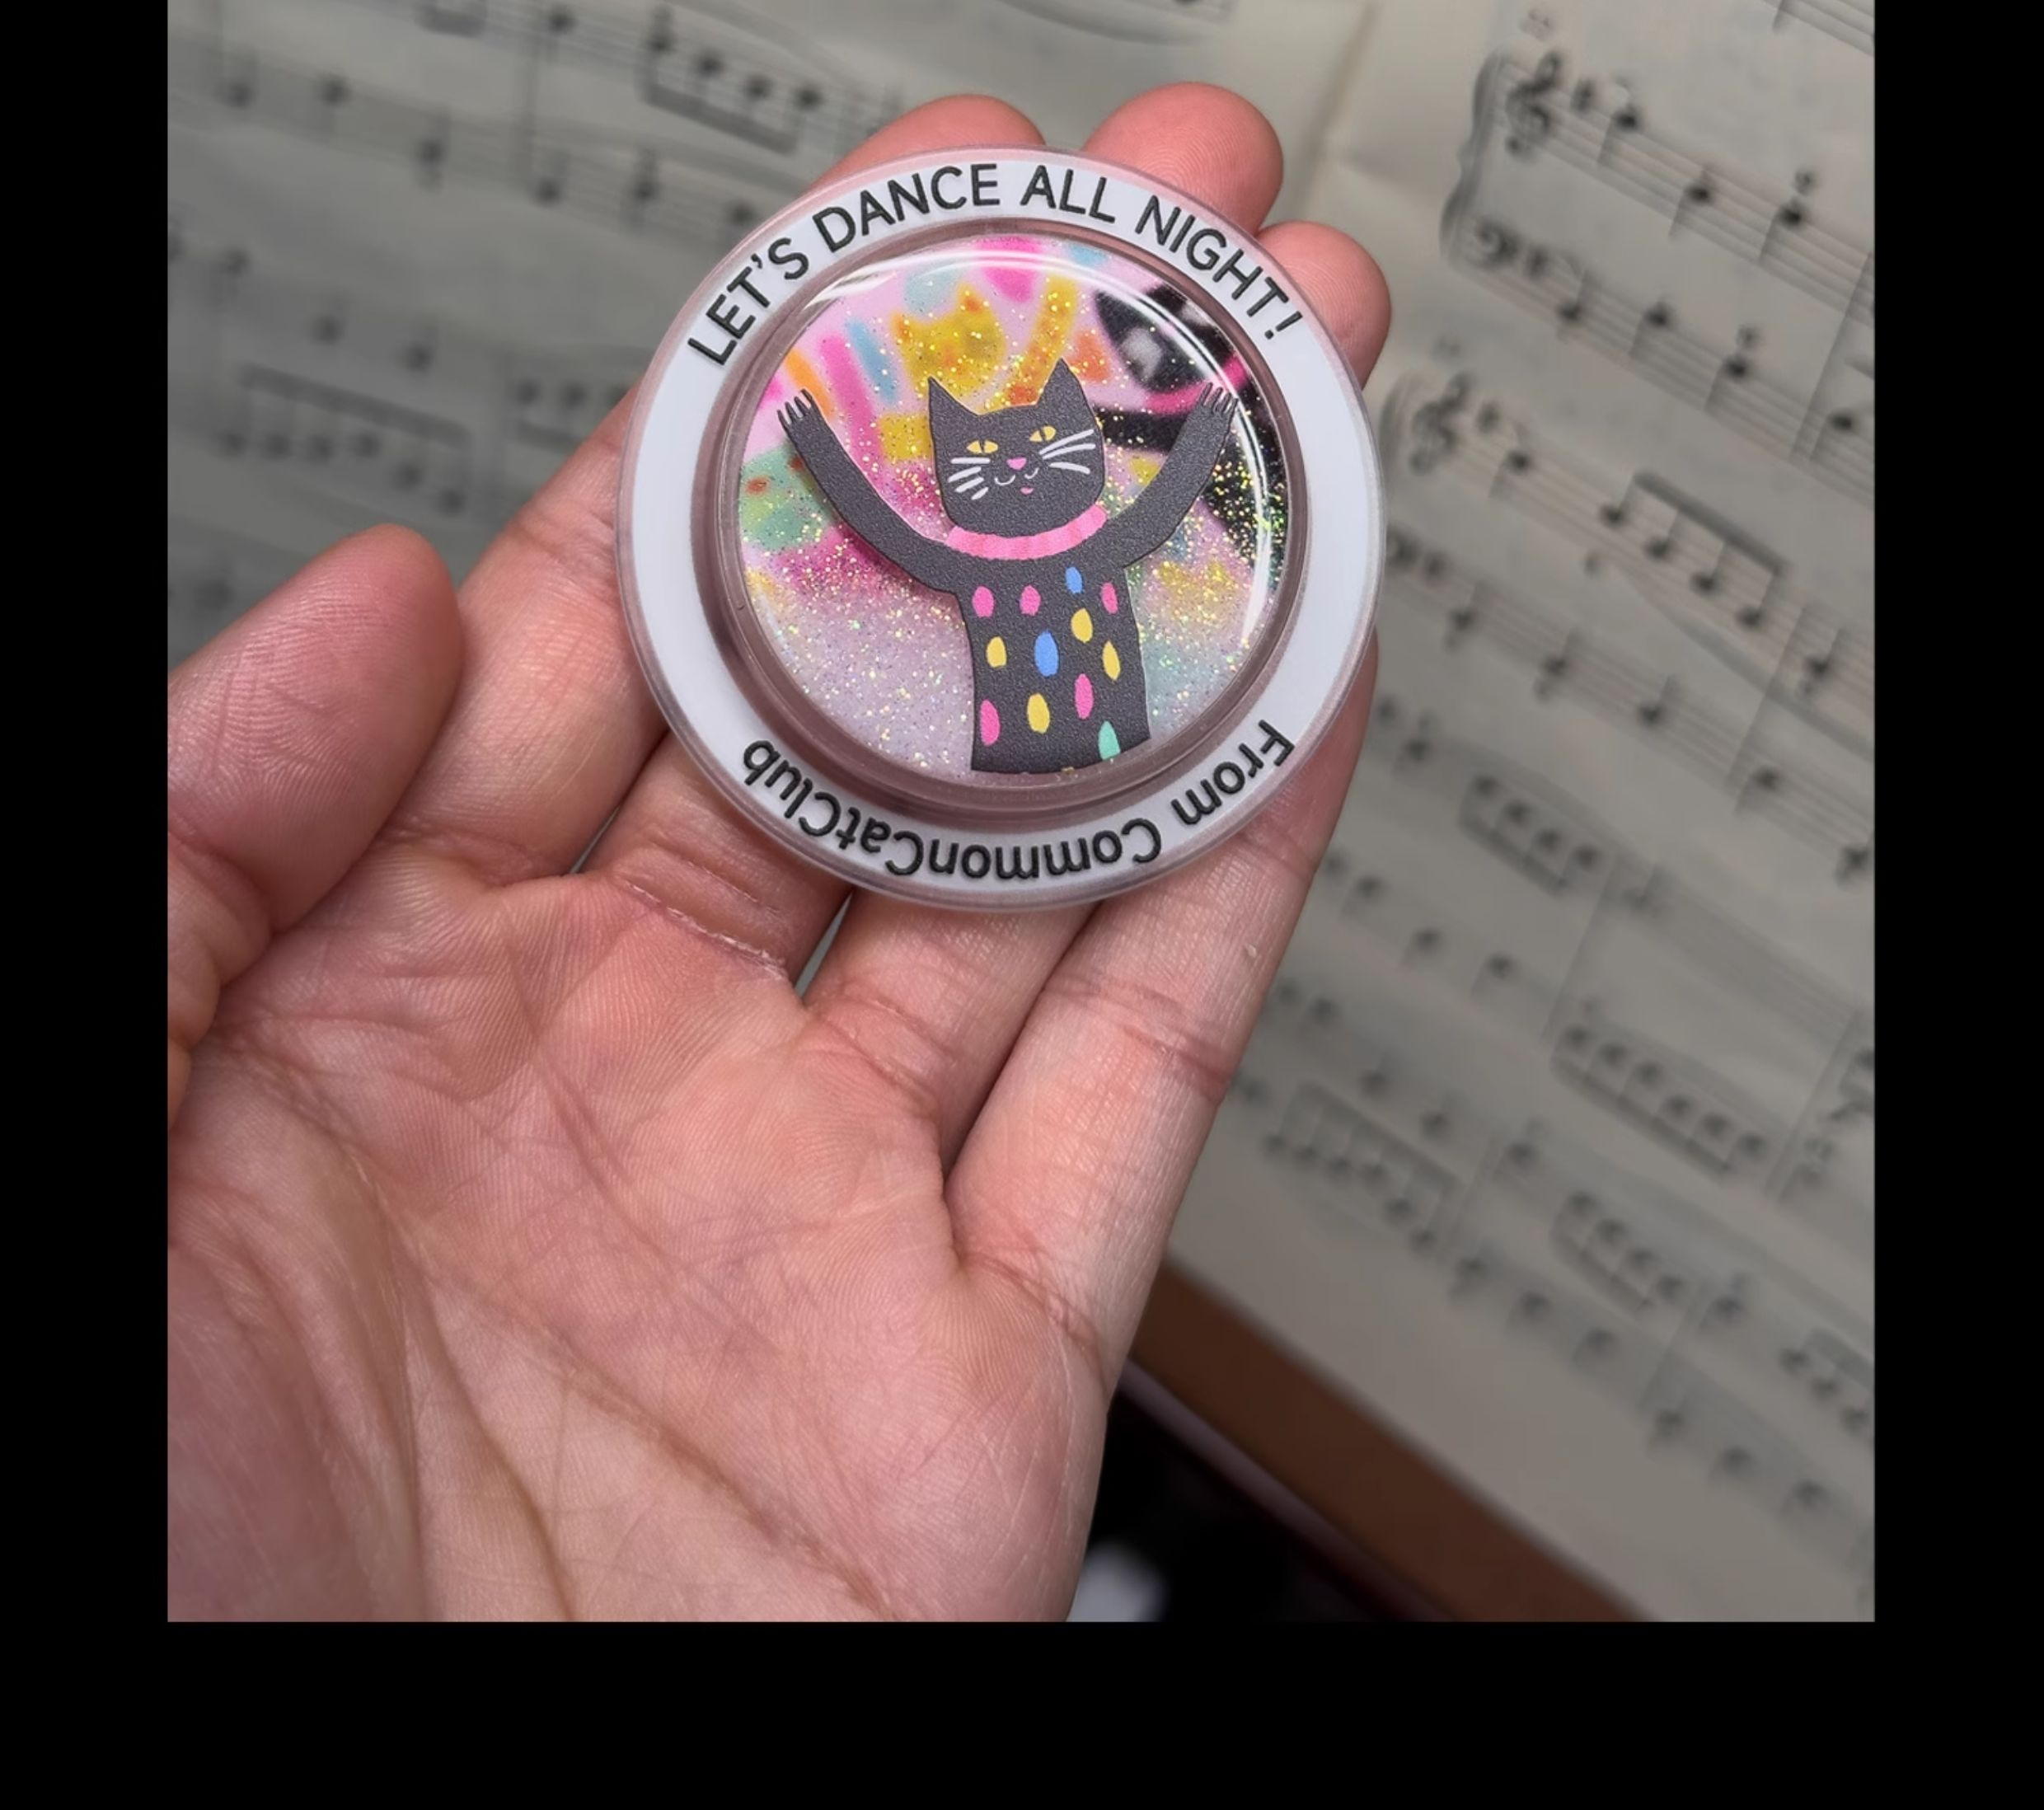 LET'S DANCE ALL NIGHT!
From CommonCatClub